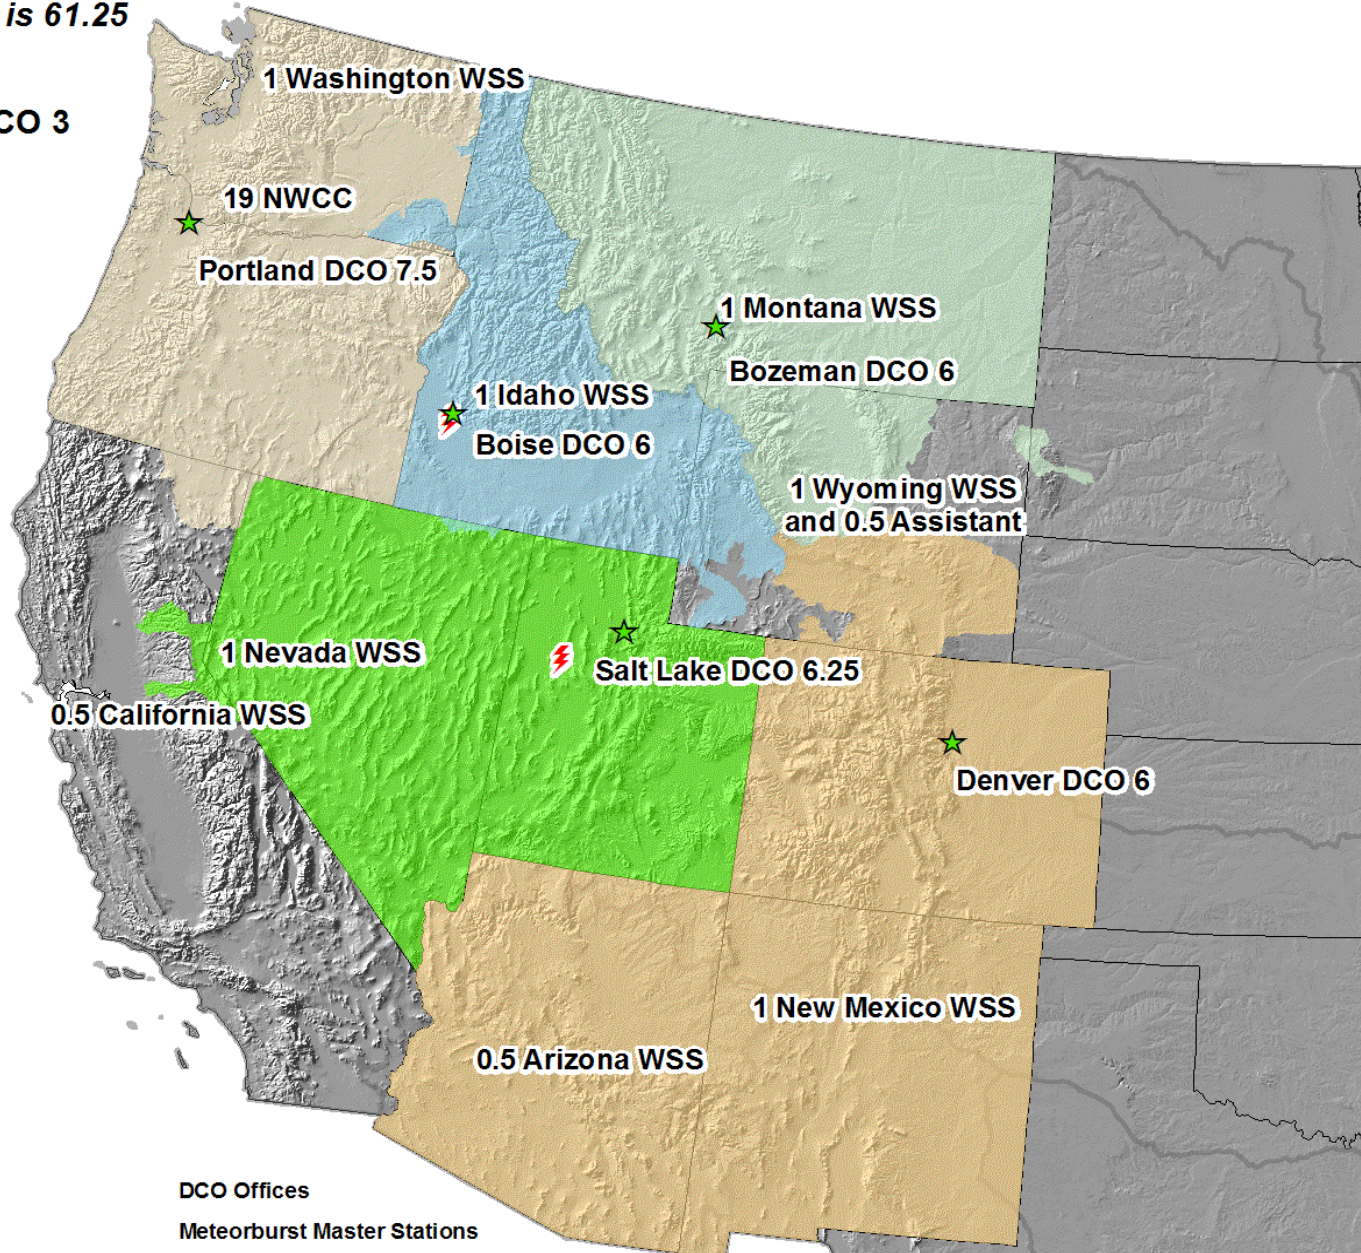 is 61.25
1 Washington WSS
CO 3
19 NWCC
Portland DCO 7.5
1 Montana WSS
Bozeman DCO 6
1 Idaho WSS
Boise DCO 6
1 Wyoming WSS
and 0.5 Assistant
1 Nevada WSS
Salt Lake DCO 6.25
0.5 California WSS
Denver DCO 6
1 New Mexico WSS
0.5 Arizona WSS
DCO Offices
Meteorburst Master Stations